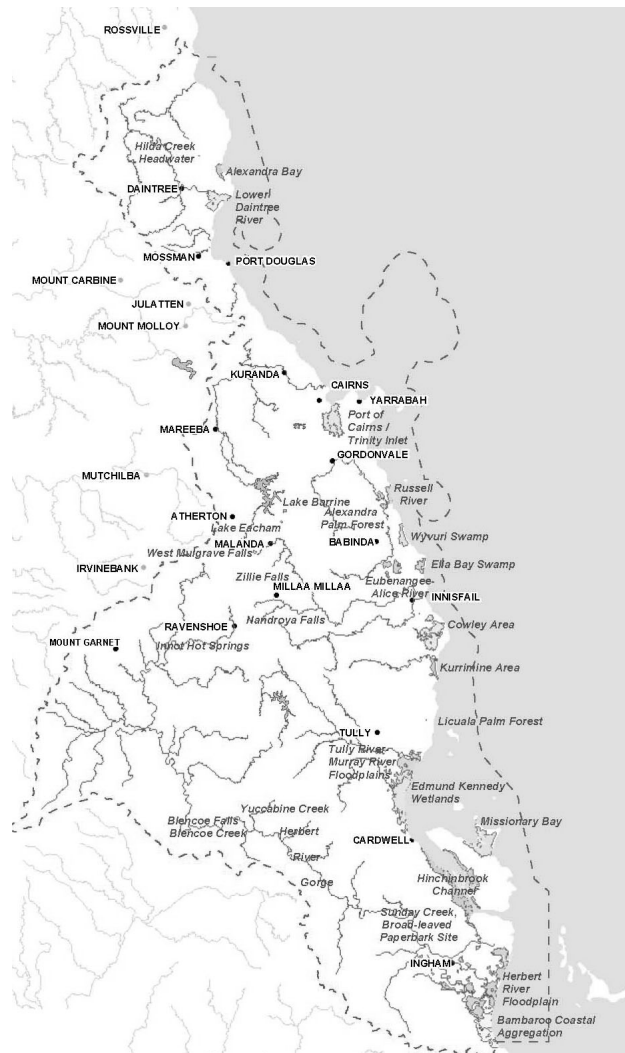 ROSSVILLE
Hilda Creek
Headwater
Alexandra Bay
DAINTREE
Lower
Daintree
River
MOSSMAN
PORT DOUGLAS
MOUNT CARBINE
JULATTEN
MOUNT MOLLOY
KURANDA
CAIRNS
YARRABAH
Port of
Cairns /
Trinity Inlet
MAREEBA
GORDONVALE
MUTCHILBA
Russell
River
Lake Barrine
Alexandra
Palm Forest
ATHERTON
Lake Eacham
Wyvuri Swamp
BABINDA
MALANDA
West Mulgrave Falls
IRVINEBANK
Ella Bay Swamp
Zillie Falls
Eubenangee-
Alice River
MILLAA MILLAA
INNISFAIL
Nandroya Falls
Cowley Area
RAVENSHOE
MOUNT GARNET
Innot Hot Springs
Kurrimine Area
Licuala Palm Forest
TULLY
Tully River-
Murray River
Floodplains
Edmund Kennedy
Wetlands
Yuccabine Creek
Blencoe Falls
Blencoe Creek
Herbert
River
Gorge
Missionary Bay
CARDWELL
Hinchinbrook
Channel
Sunday Creek,
Broad-leaved
Paperbark Site
INGHAM
Herbert
River
Floodplain
Bambaroo Coastal
Aggregation